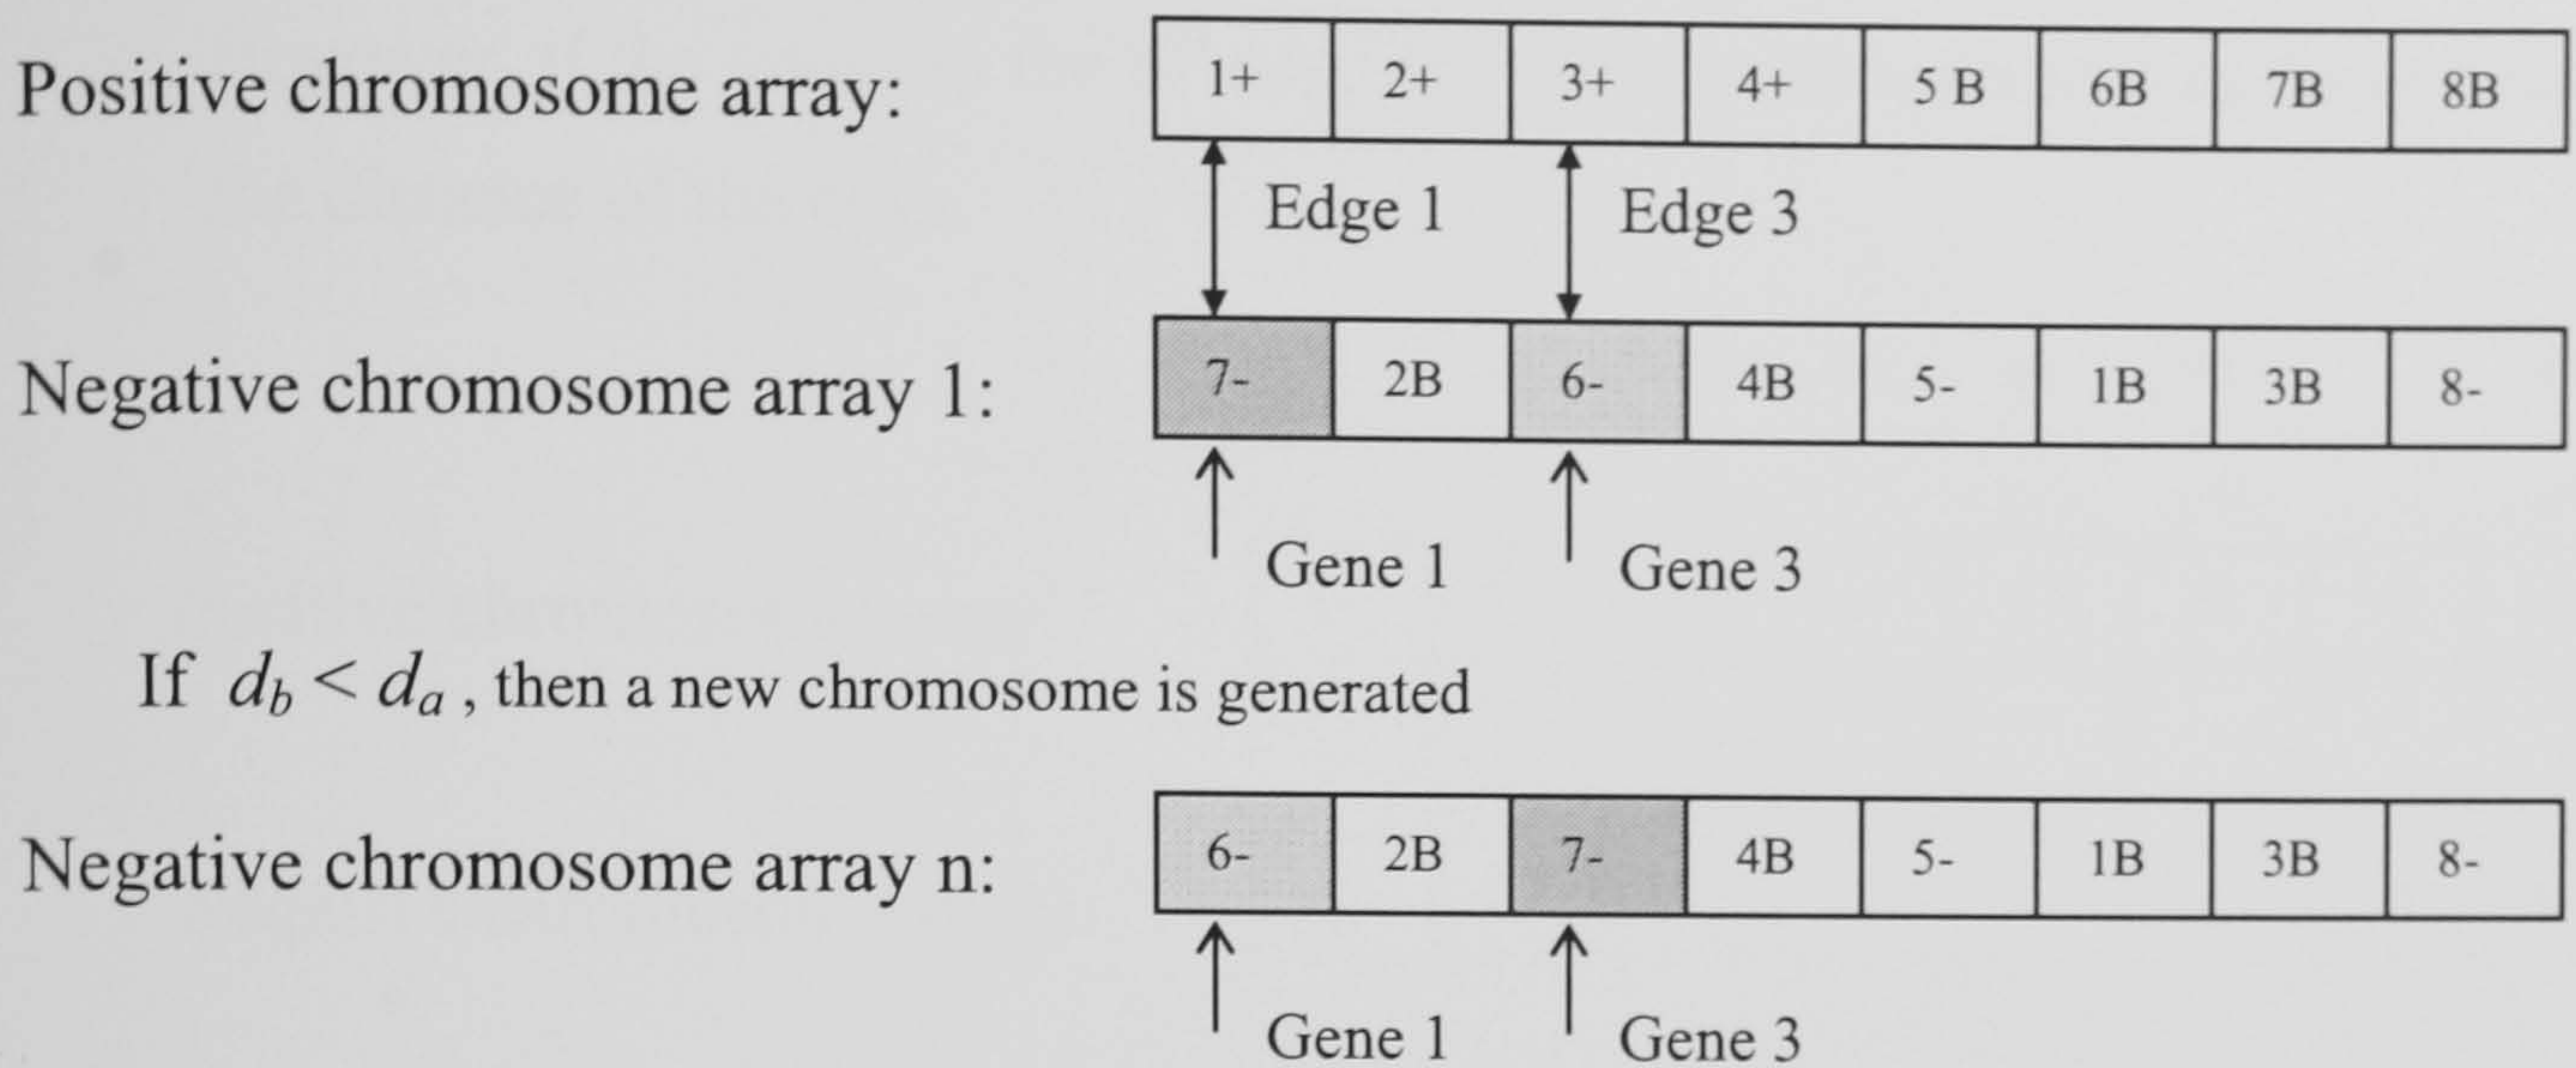 Positive chromosome array: 1+ 2+ 3+ 4+ 5 B 6B 7B 8B
Edge 1 Edge 3
Negative chromosome array 1: 7- 2B 6- 4B 5- 1B 3B 8-
Gene 1 Gene 3
If d_b < d_a , then a new chromosome is generated
Negative chromosome array n: 6- 2B 7- 4B 5- 1B 3B 8-
Gene 1 Gene 3